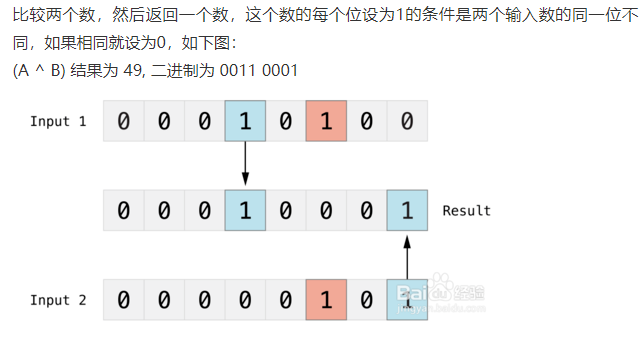 比较两个数，然后返回一个数，这个数的每个位设为1的条件是两个输入数的同一位不
同，如果相同就设为0，如下图：
(A ^ B) 结果为 49, 二进制为 0011 0001
Input 1 0 0 0 1 0 1 0 0
0 0 0 1 0 0 0 1 Result
Input 2 0 0 0 0 0 1 0 1
Baidu 经验
jingyan.baidu.com